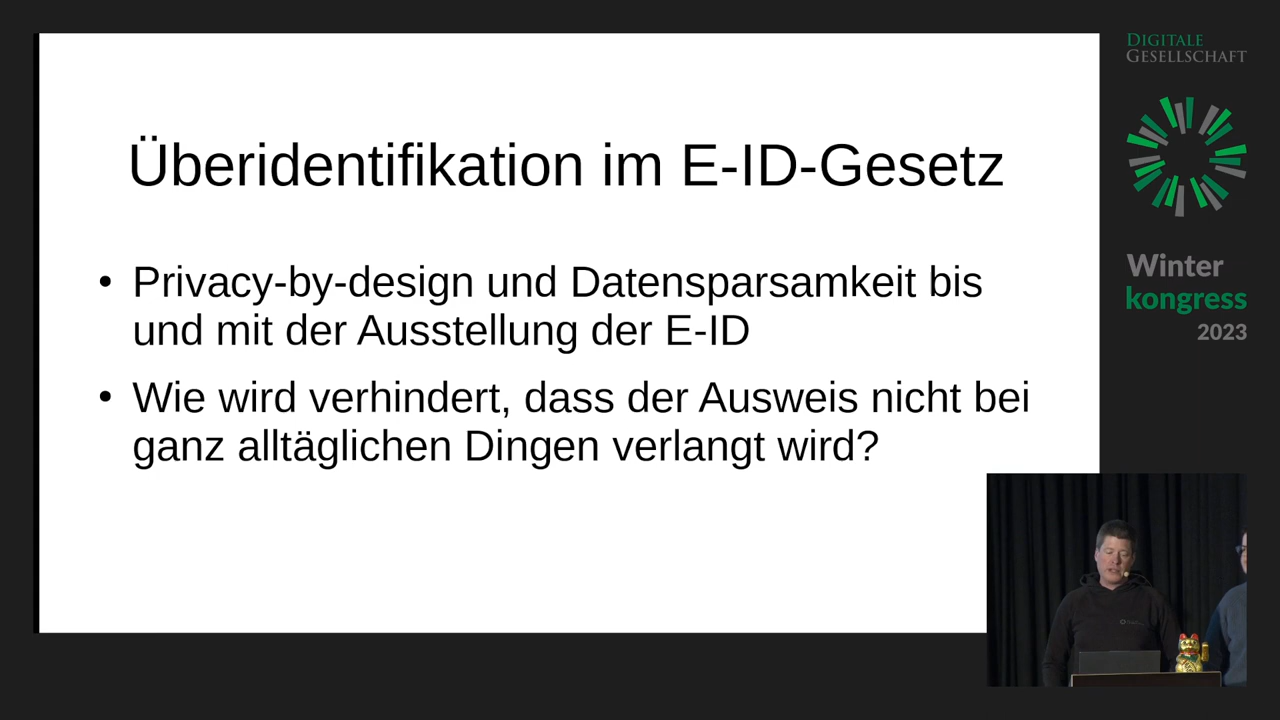 Überidentifikation im E-ID-Gesetz
• Privacy-by-design und Datensparsamkeit bis
und mit der Ausstellung der E-ID
• Wie wird verhindert, dass der Ausweis nicht bei
ganz alltäglichen Dingen verlangt wird?
DIGITALE
GESELLSCHAFT
Winter
kongress
2023